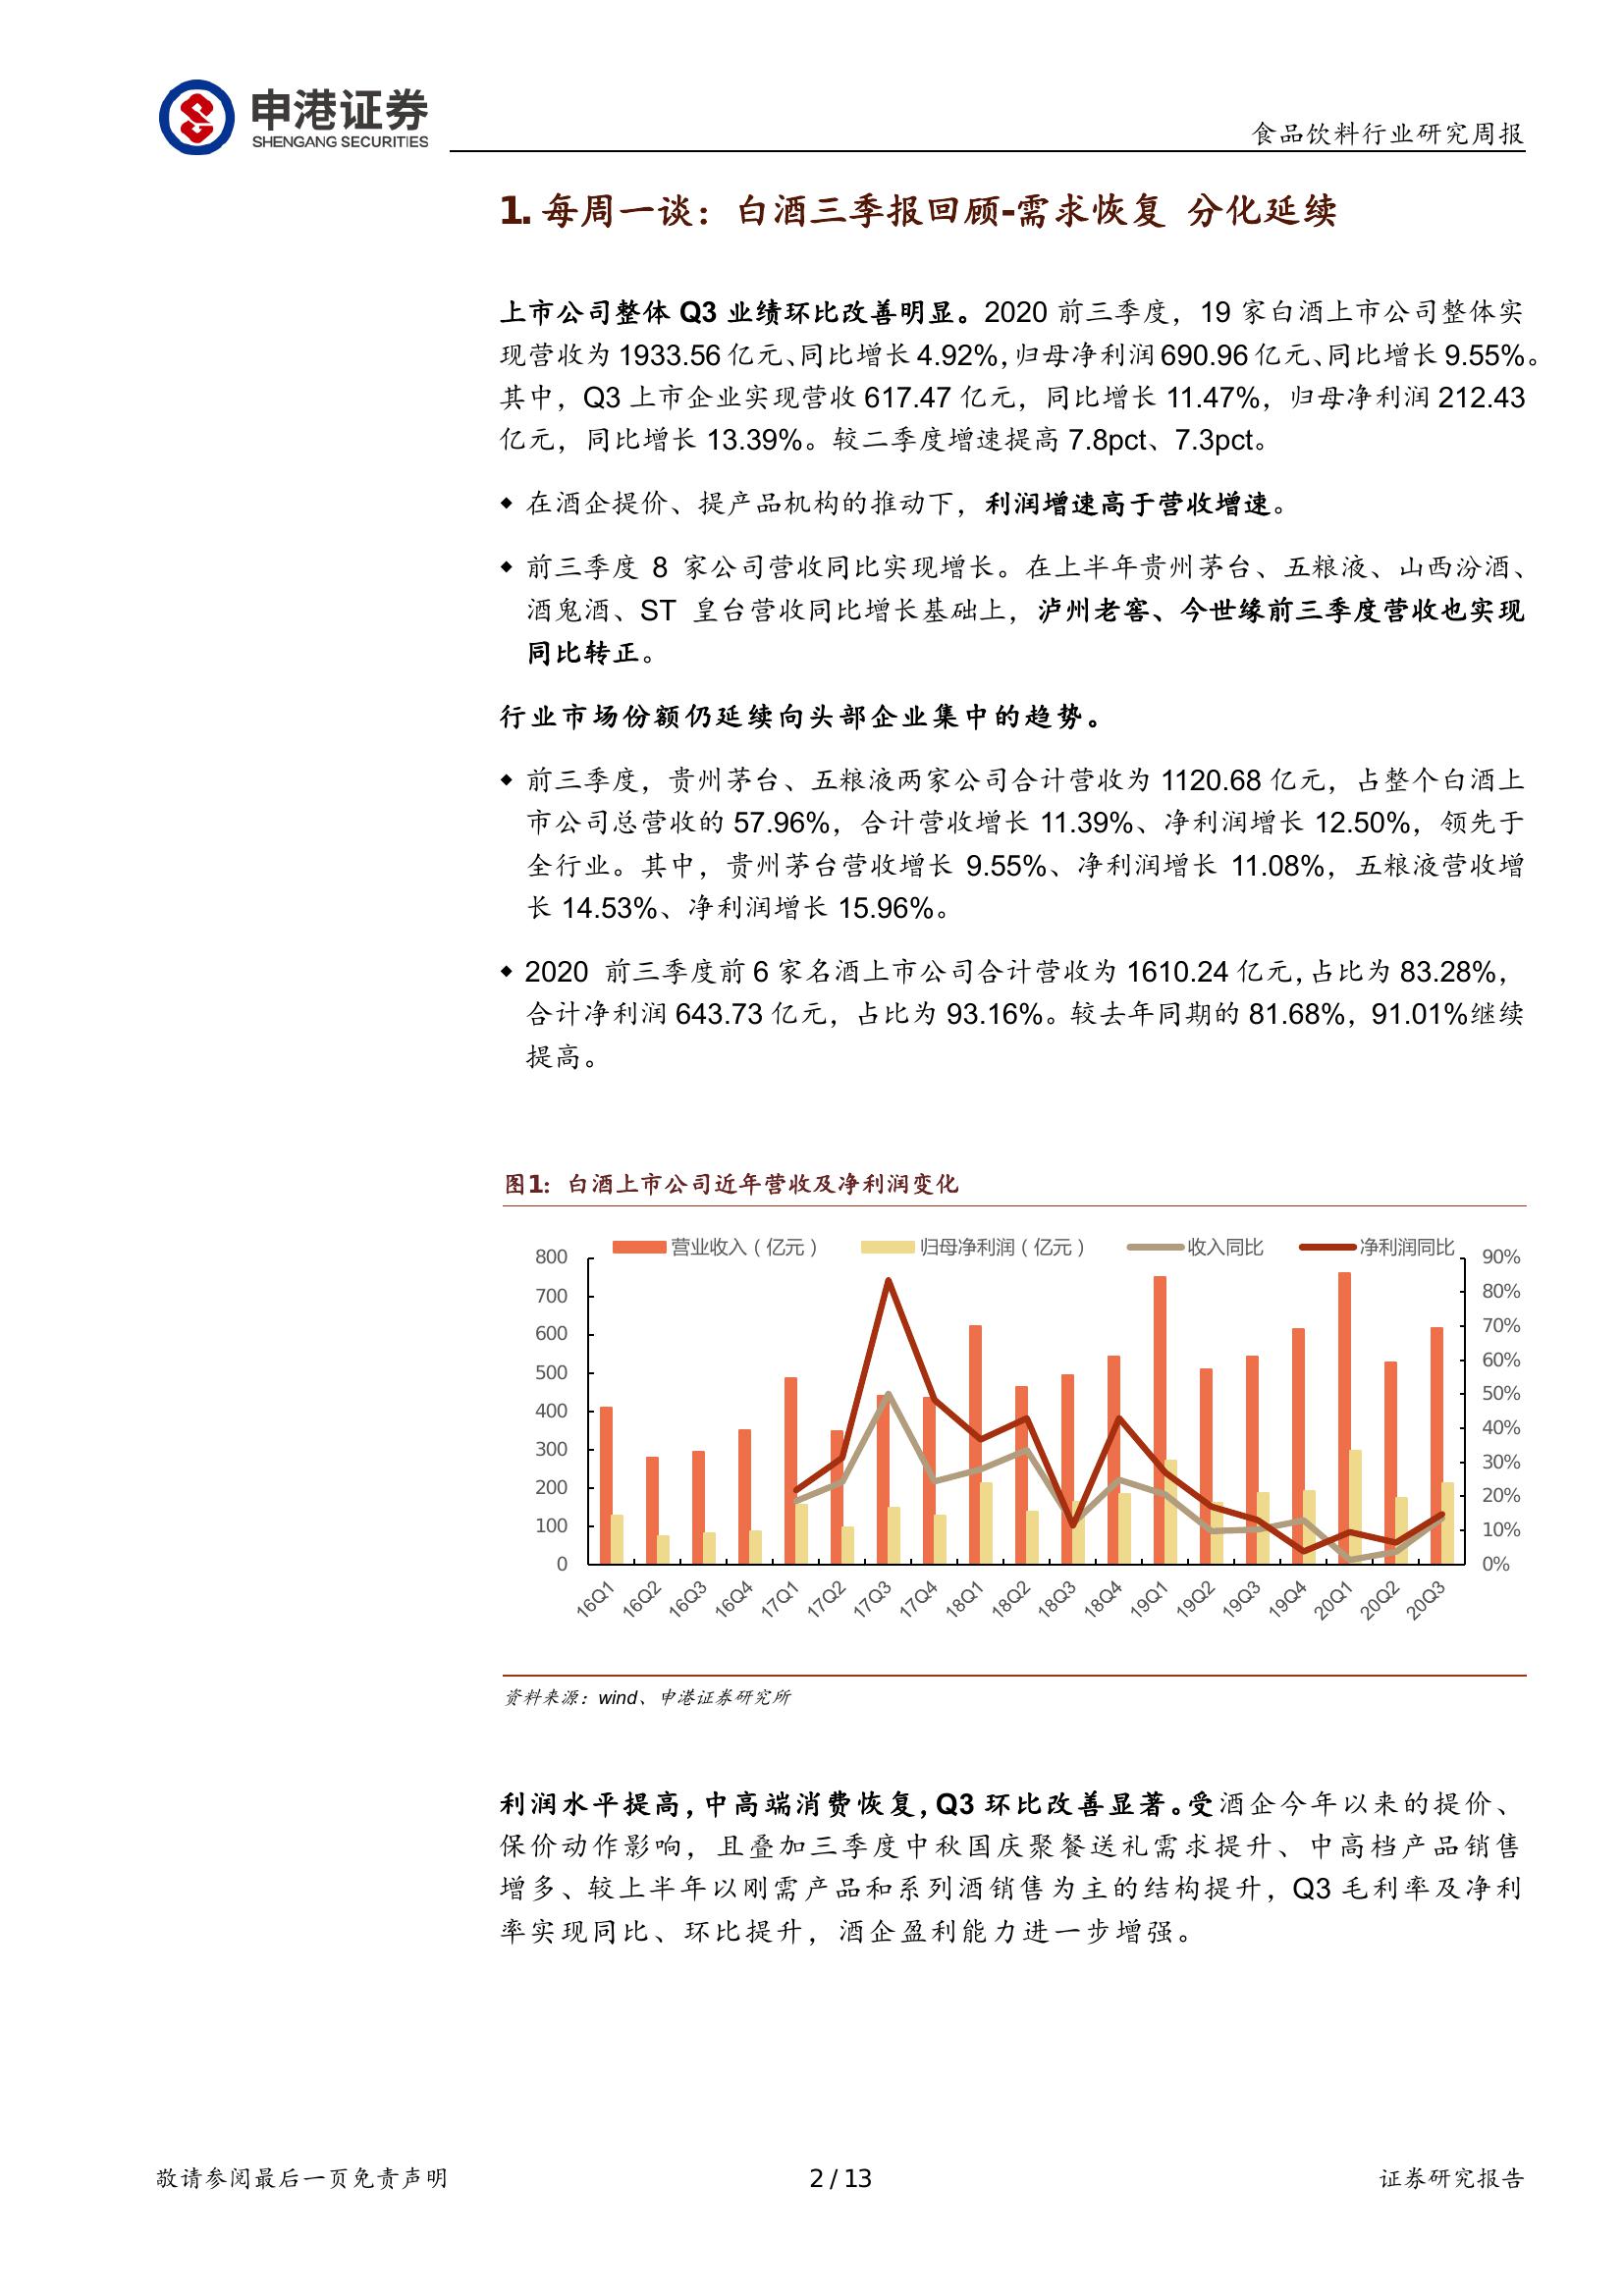 申港证券
SHENGANG SECURITIES
食品饮料行业研究周报
1. 每周一谈：白酒三季报回顾-需求恢复 分化延续
上市公司整体 Q3 业绩环比改善明显。2020 前三季度，19 家白酒上市公司整体实
现营收为 1933.56 亿元、同比增长 4.92%，归母净利润 690.96 亿元、同比增长 9.55%。
其中，Q3 上市企业实现营收 617.47 亿元，同比增长 11.47%，归母净利润 212.43
亿元，同比增长 13.39%。较二季度增速提高 7.8pct、7.3pct。
◆ 在酒企提价、提产品机构的推动下，利润增速高于营收增速。
◆ 前三季度 8 家公司营收同比实现增长。在上半年贵州茅台、五粮液、山西汾酒、
酒鬼酒、ST 皇台营收同比增长基础上，泸州老窖、今世缘前三季度营收也实现
同比转正。
行业市场份额仍延续向头部企业集中的趋势。
◆ 前三季度，贵州茅台、五粮液两家公司合计营收为 1120.68 亿元，占整个白酒上
市公司总营收的 57.96%，合计营收增长 11.39%、净利润增长 12.50%，领先于
全行业。其中，贵州茅台营收增长 9.55%、净利润增长 11.08%，五粮液营收增
长 14.53%、净利润增长 15.96%。
◆ 2020 前三季度前 6 家名酒上市公司合计营收为 1610.24 亿元，占比为 83.28%，
合计净利润 643.73 亿元，占比为 93.16%。较去年同期的 81.68%，91.01%继续
提高。
图1：白酒上市公司近年营收及净利润变化
营业收入（亿元） 归母净利润（亿元） 收入同比 净利润同比
800 90%
700 80%
600 70%
500 60%
400 50%
300 40%
200 30%
100 20%
0 10%
0%
16Q1 16Q2 16Q3 16Q4 17Q1 17Q2 17Q3 17Q4 18Q1 18Q2 18Q3 18Q4 19Q1 19Q2 19Q3 19Q4 20Q1 20Q2 20Q3
资料来源：wind、申港证券研究所
利润水平提高，中高端消费恢复，Q3 环比改善显著。受酒企今年以来的提价、
保价动作影响，且叠加三季度中秋国庆聚餐送礼需求提升、中高档产品销售
增多、较上半年以刚需产品和系列酒销售为主的结构提升，Q3 毛利率及净利
率实现同比、环比提升，酒企盈利能力进一步增强。
敬请参阅最后一页免责声明
2 / 13
证券研究报告